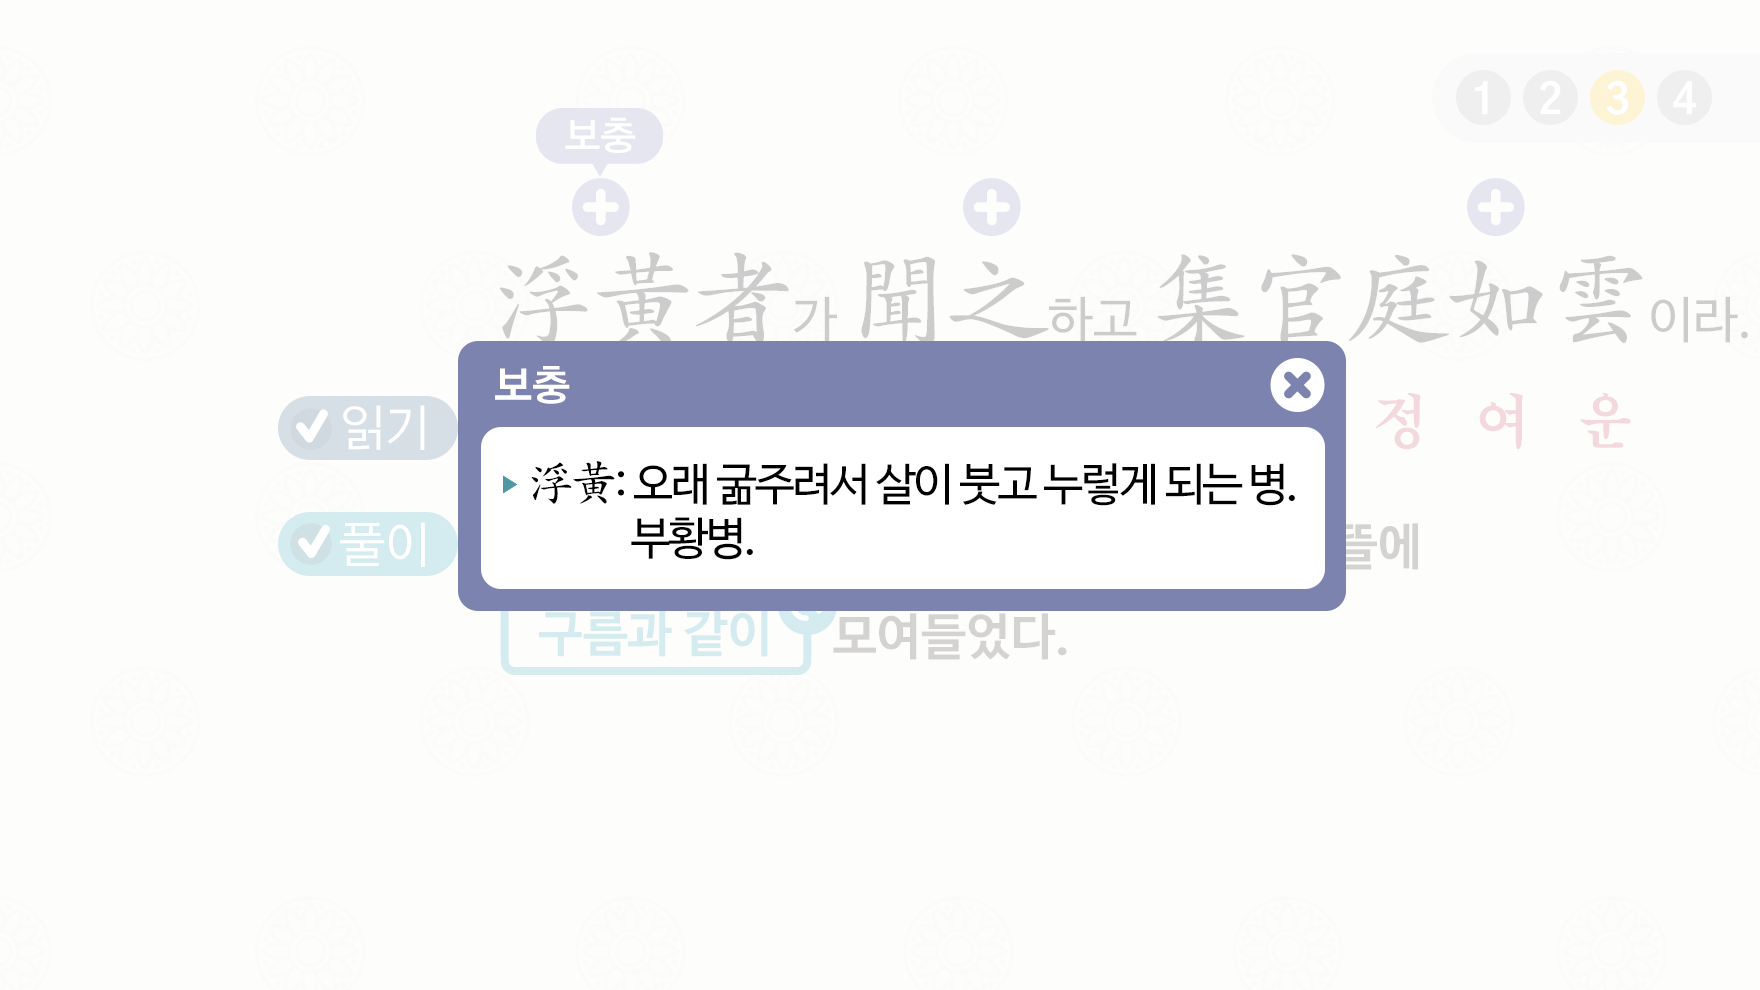 1 2 3 4
보충
浮黃者가 聞之하고 集官庭如雲이라.
보충
읽기
정 여 운
浮黃: 오래 굶주려서 살이 붓고 누렇게 되는 병.
부황병.
풀이
뜰에
구름과 같이 모여들었다.